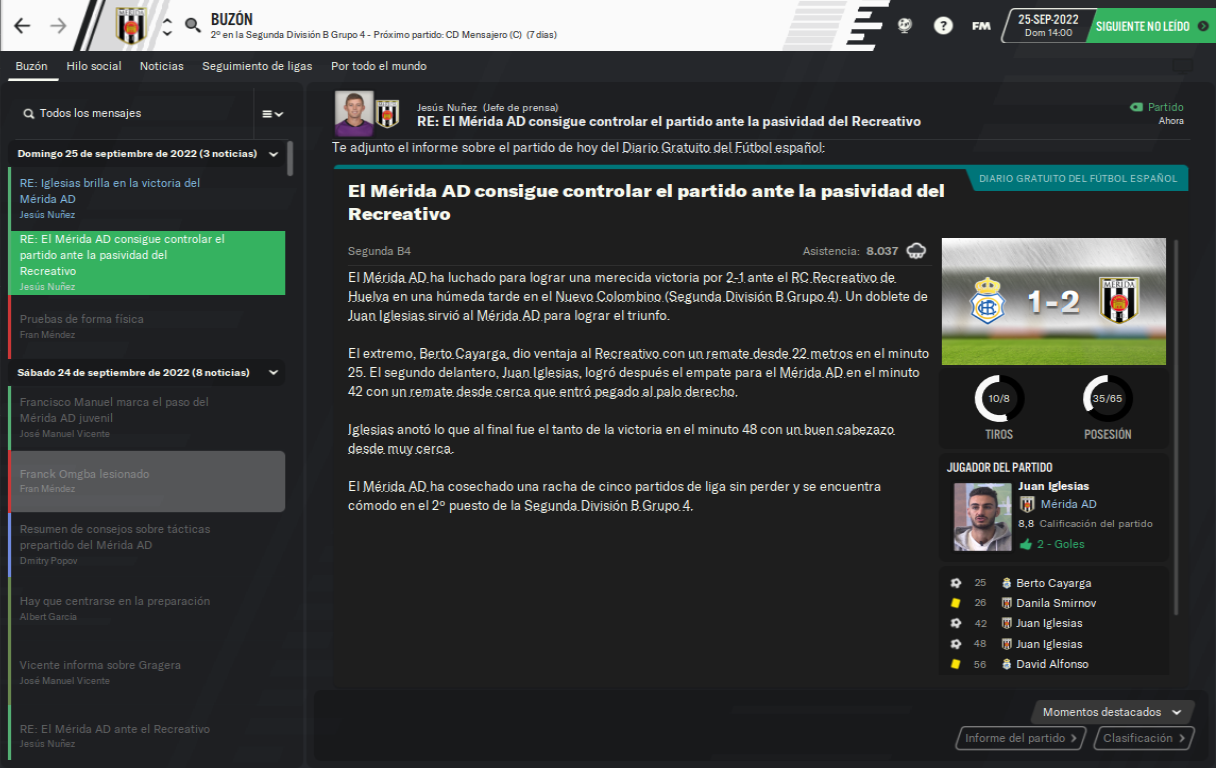 BUZÓN
2º en la Segunda División B Grupo 4 - Próximo partido: CD Mensajero (C) (7 días)
FM
25-SEP-2022
Dom 14:00
SIGUIENTE NO LEÍDO
Buzón Hilo social Noticias Seguimiento de ligas Por todo el mundo
Todos los mensajes
Domingo 25 de septiembre de 2022 (3 noticias)
RE: Iglesias brilla en la victoria del
Mérida AD
Jesús Nuñez
RE: El Mérida AD consigue controlar el
partido ante la pasividad del
Recreativo
Jesús Nuñez
Pruebas de forma física
Fran Méndez
Sábado 24 de septiembre de 2022 (8 noticias)
Francisco Manuel marca el paso del
Mérida AD juvenil
José Manuel Vicente
Franck Omgba lesionado
Fran Méndez
Resumen de consejos sobre tácticas
prepartido del Mérida AD
Dmitry Popov
Hay que centrarse en la preparación
Albert García
Vicente informa sobre Gragera
José Manuel Vicente
RE: El Mérida AD ante el Recreativo
Jesús Nuñez
Jesús Nuñez (Jefe de prensa)
RE: El Mérida AD consigue controlar el partido ante la pasividad del Recreativo
Partido
Ahora
Te adjunto el informe sobre el partido de hoy del Diario Gratuito del Fútbol español:
DIARIO GRATUITO DEL FÚTBOL ESPAÑOL
El Mérida AD consigue controlar el partido ante la pasividad del
Recreativo
Segunda B4
Asistencia: 8.037
El Mérida AD ha luchado para lograr una merecida victoria por 2-1 ante el RC Recreativo de
Huelva en una húmeda tarde en el Nuevo Colombino (Segunda División B Grupo 4). Un doblete de
Juan Iglesias sirvió al Mérida AD para lograr el triunfo.
El extremo, Berto Cayarga, dio ventaja al Recreativo con un remate desde 22 metros en el minuto
25. El segundo delantero, Juan Iglesias, logró después el empate para el Mérida AD en el minuto
42 con un remate desde cerca que entró pegado al palo derecho.
Iglesias anotó lo que al final fue el tanto de la victoria en el minuto 48 con un buen cabezazo
desde muy cerca.
El Mérida AD ha cosechado una racha de cinco partidos de liga sin perder y se encuentra
cómodo en el 2º puesto de la Segunda División B Grupo 4.
MÉRIDA
1 - 2
10/8
35/65
TIROS
POSESIÓN
JUGADOR DEL PARTIDO
Juan Iglesias
Mérida AD
8,8 Calificación del partido
2 - Goles
25 Berto Cayarga
26 Danila Smirnov
42 Juan Iglesias
48 Juan Iglesias
56 David Alfonso
Momentos destacados
Informe del partido
Clasificación